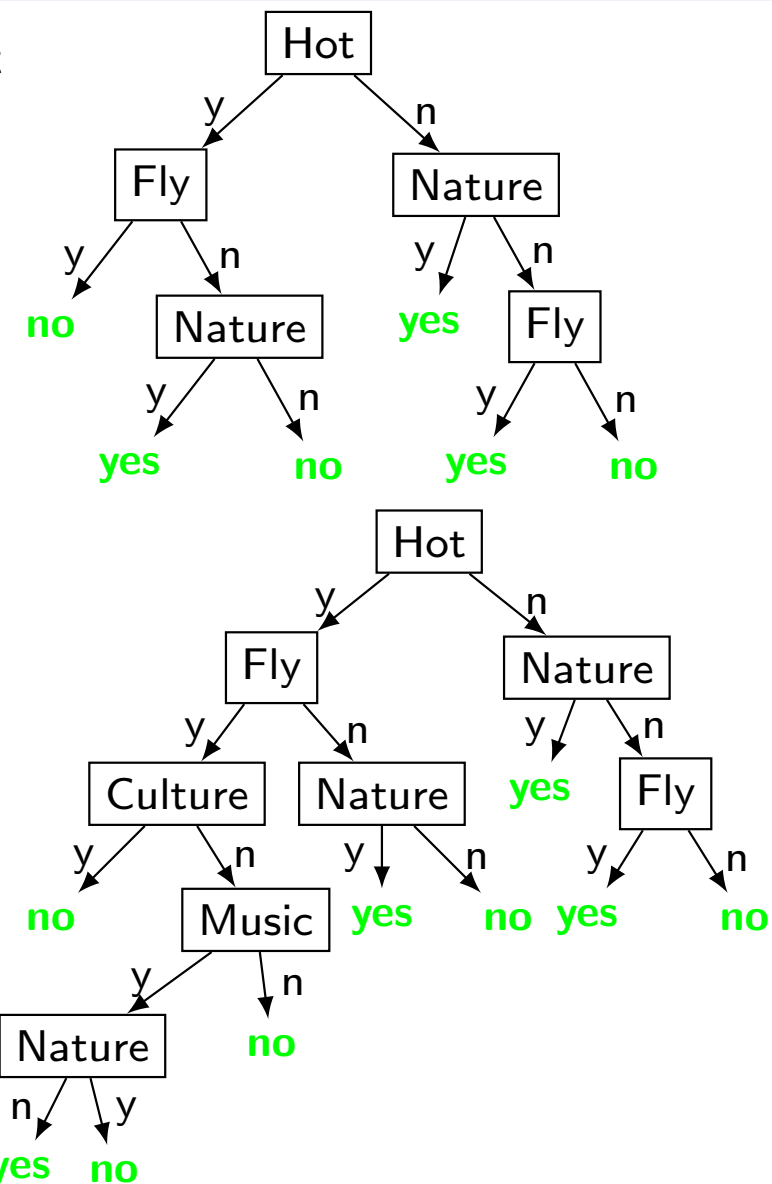 Hot
y n
Fly Nature
y n y n
no Nature yes Fly
y n y n
yes no yes no
Hot
y n
Fly Nature
y n y n
Culture Nature yes Fly
y n y n y n
no Music yes no yes no
y n
Nature no
n y
yes no